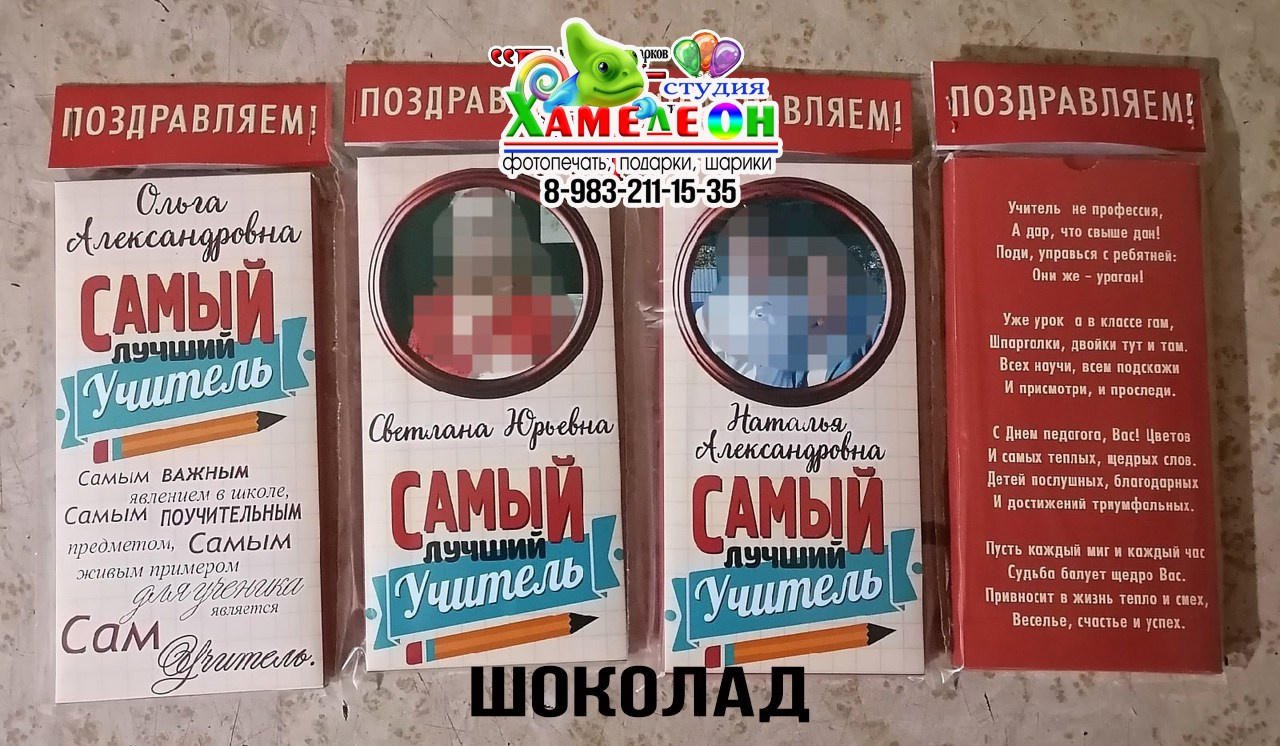 студия
ХАМЕЛЕОН
фотопечать, подарки, шарики
8-983-211-15-35
ПОЗДРАВЛЯЕМ!
Ольга
Александровна
САМЫЙ
ЛУЧШИЙ
Учитель
Самым ВАЖНЫМ
явлением в школе,
Самым ПОУЧИТЕЛЬНЫМ
предметом, Самым
живым примером
для ученика
является
Сам
Учитель.
ПОЗДРАВ
Светлана Юрьевна
САМЫЙ
ЛУЧШИЙ
Учитель
ВЛЯЕМ!
Наталья
Александровна
САМЫЙ
ЛУЧШИЙ
Учитель
ПОЗДРАВЛЯЕМ!
Учитель не профессия,
А дар, что свыше дан!
Поди, управься с ребятней:
Они же - ураган!
Уже урок а в классе гам,
Шпаргалки, двойки тут и там.
Всех научи, всем подскажи
И присмотри, и проследи.
С Днем педагога, Вас! Цветов
И самых теплых, щедрых слов.
Детей послушных, благодарных
И достижений триумфальных.
Пусть каждый миг и каждый час
Судьба балует щедро Вас.
Привносит в жизнь тепло и смех,
Веселье, счастье и успех.
ШОКОЛАД